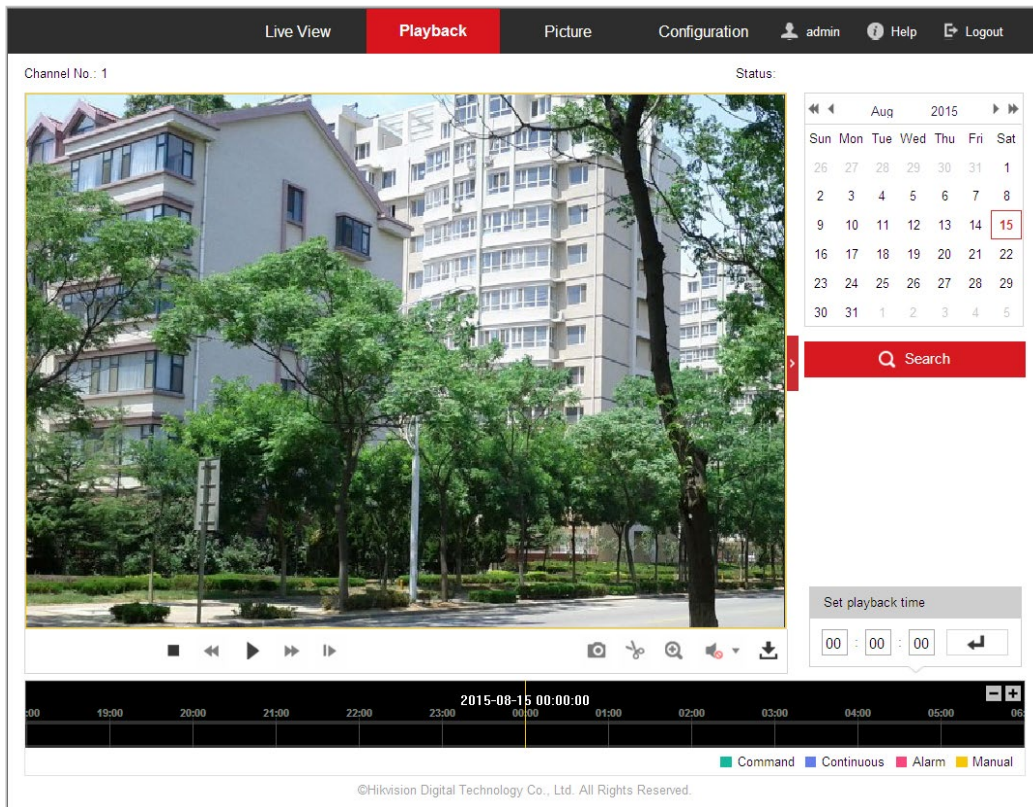 Live View Playback Picture Configuration admin Help Logout
Channel No.: 1 Status:
Aug 2015
Sun Mon Tue Wed Thu Fri Sat
26 27 28 29 30 31 1
2 3 4 5 6 7 8
9 10 11 12 13 14 15
16 17 18 19 20 21 22
23 24 25 26 27 28 29
30 31 1 2 3 4 5
Search
Set playback time
00 : 00 : 00
2015-08-15 00:00:00
:00 19:00 20:00 21:00 22:00 23:00 00:00 01:00 02:00 03:00 04:00 05:00 06:
Command Continuous Alarm Manual
©Hikvision Digital Technology Co., Ltd. All Rights Reserved.